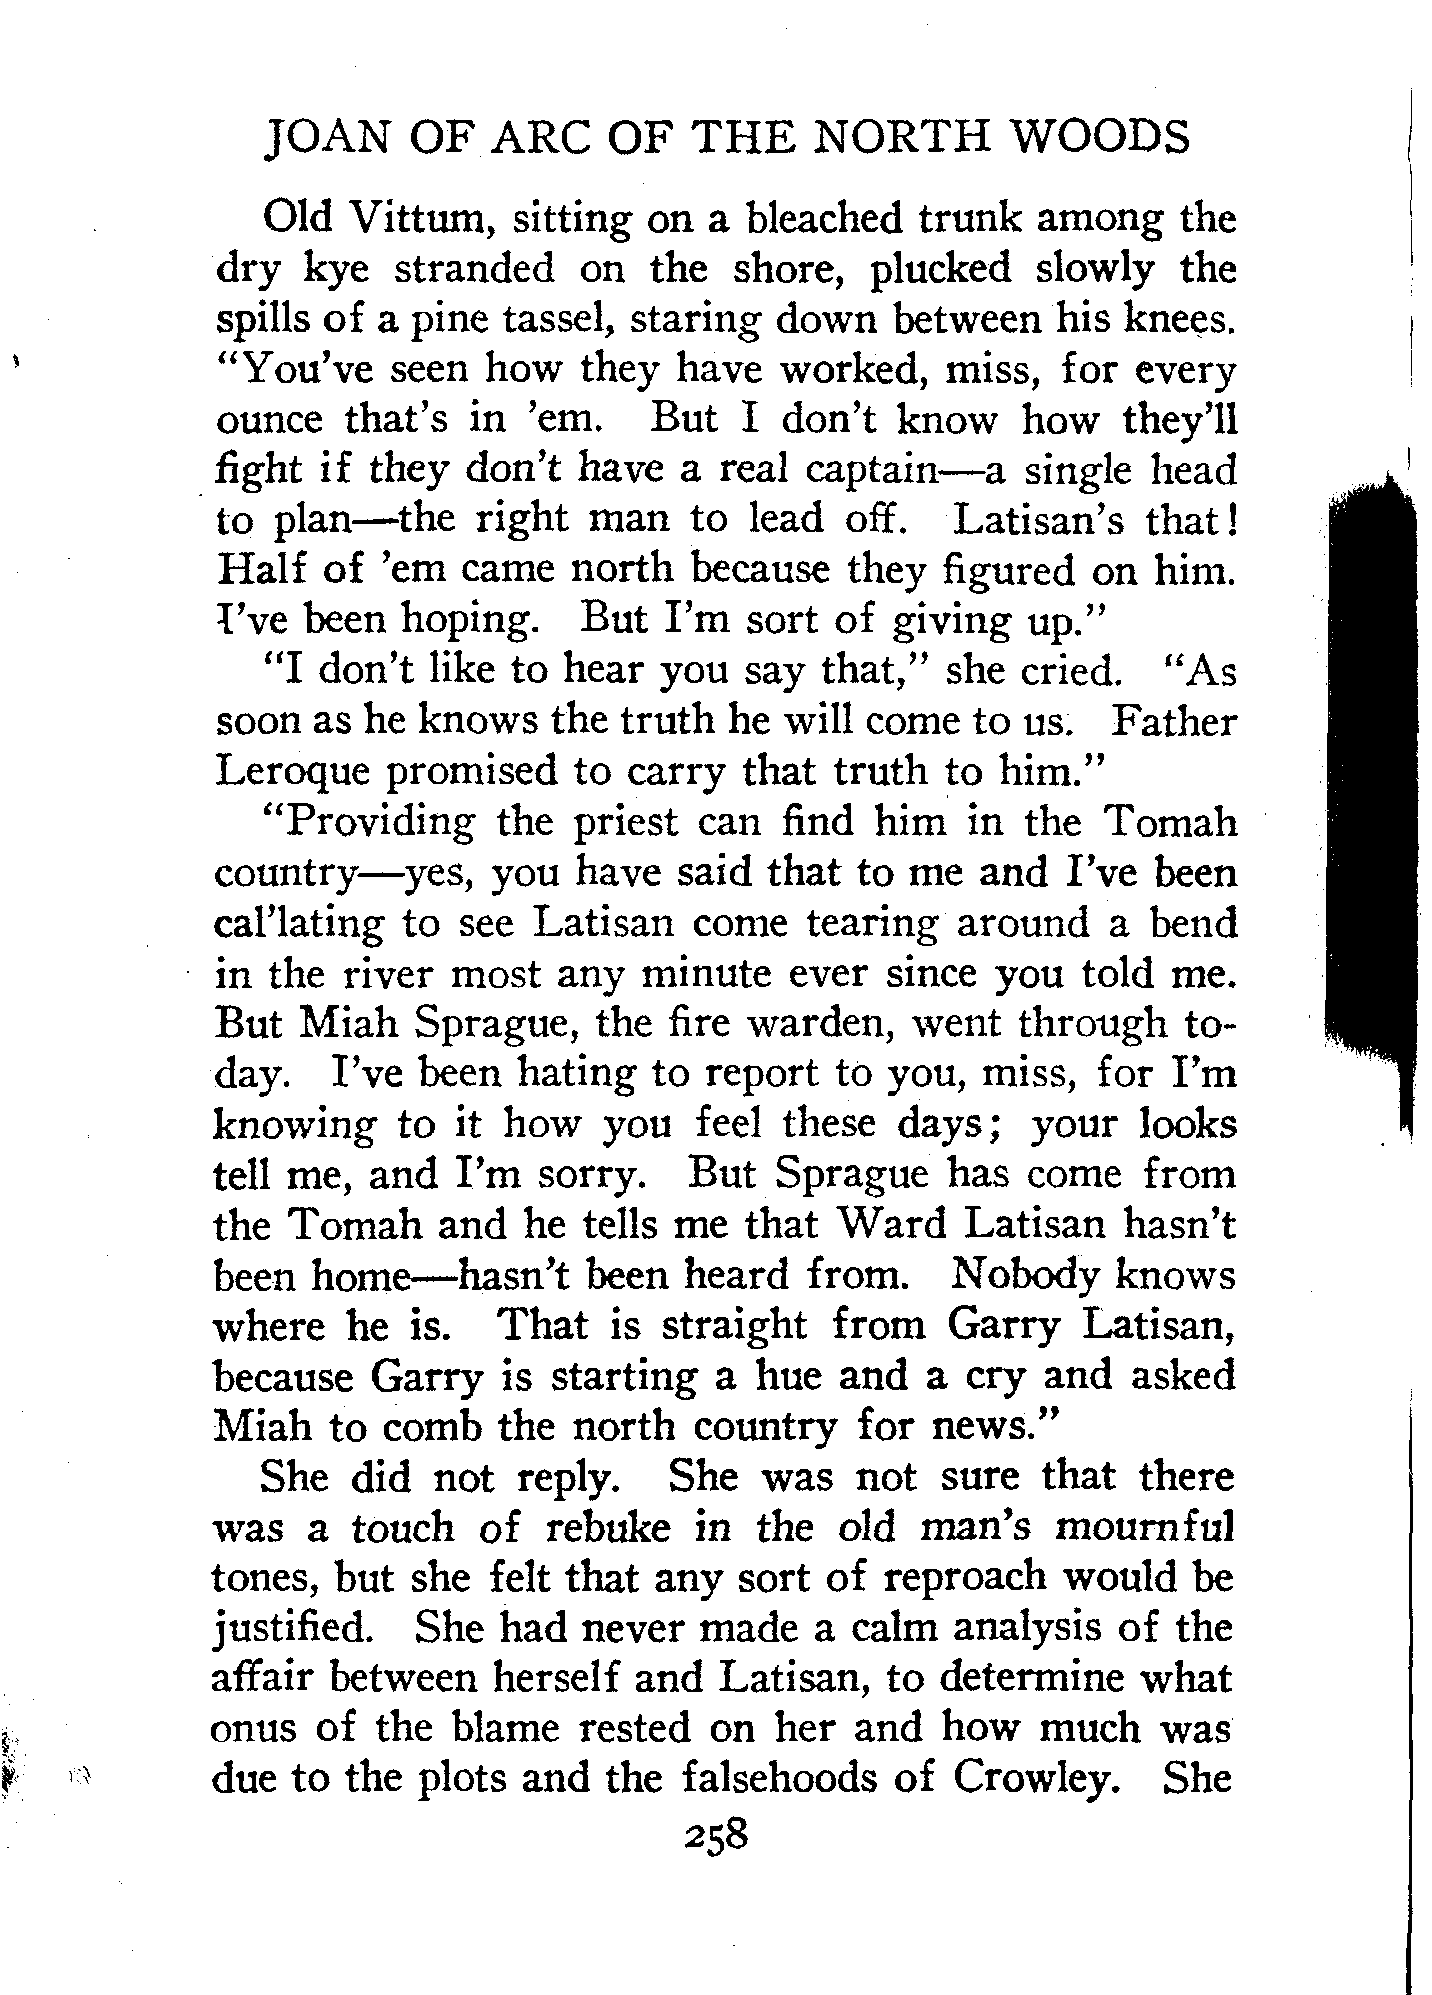 JOAN OF ARC OF THE NORTH WOODS
Old Vittum, sitting on a bleached trunk among the
dry kye stranded on the shore, plucked slowly the
spills of a pine tassel, staring down between his knees.
"You've seen how they have worked, miss, for every
ounce that's in 'em. But I don't know how they'll
fight if they don't have a real captain—a single head
to plan—the right man to lead off. Latisan's that!
Half of 'em came north because they figured on him.
I've been hoping. But I'm sort of giving up."
"I don't like to hear you say that," she cried. "As
soon as he knows the truth he will come to us. Father
Leroque promised to carry that truth to him."
"Providing the priest can find him in the Tomah
country—yes, you have said that to me and I've been
cal'lating to see Latisan come tearing around a bend
in the river most any minute ever since you told me.
But Miah Sprague, the fire warden, went through to-
day. I've been hating to report to you, miss, for I'm
knowing to it how you feel these days; your looks
tell me, and I'm sorry. But Sprague has come from
the Tomah and he tells me that Ward Latisan hasn't
been home—hasn't been heard from. Nobody knows
where he is. That is straight from Garry Latisan,
because Garry is starting a hue and a cry and asked
Miah to comb the north country for news."
She did not reply. She was not sure that there
was a touch of rebuke in the old man's mournful
tones, but she felt that any sort of reproach would be
justified. She had never made a calm analysis of the
affair between herself and Latisan, to determine what
onus of the blame rested on her and how much was
due to the plots and the falsehoods of Crowley. She
258